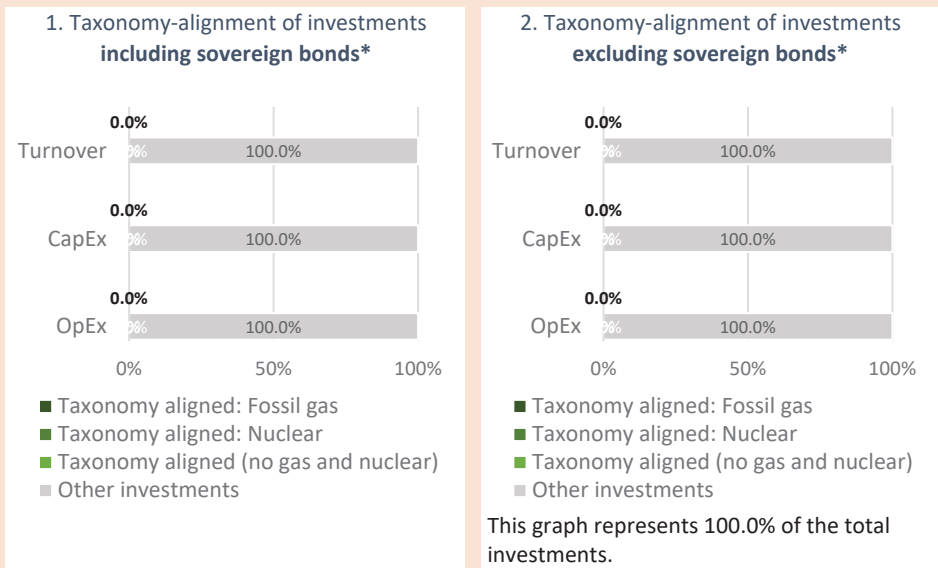 1. Taxonomy-alignment of investments
including sovereign bonds*
0.0%
Turnover
100.0%
0.0%
CapEx
100.0%
0.0%
OpEx
100.0%
0% 50% 100%
Taxonomy aligned: Fossil gas
Taxonomy aligned: Nuclear
Taxonomy aligned (no gas and nuclear)
Other investments
2. Taxonomy-alignment of investments
excluding sovereign bonds*
0.0%
Turnover
100.0%
0.0%
CapEx
100.0%
0.0%
OpEx
100.0%
0% 50% 100%
Taxonomy aligned: Fossil gas
Taxonomy aligned: Nuclear
Taxonomy aligned (no gas and nuclear)
Other investments
This graph represents 100.0% of the total
investments.